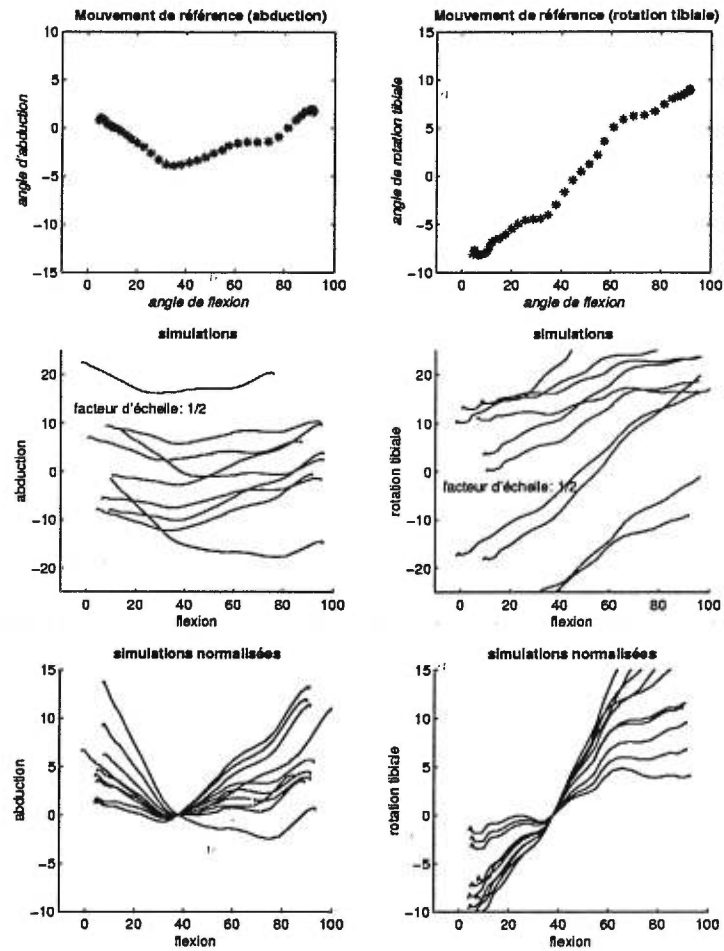 Mouvement de référence (abduction)
10
5
0
−5
−10
−15
0 20 40 60 80 100
angle d'abduction
angle de flexion
Mouvement de référence (rotation tibiale)
15
10
5
0
−5
−10
0 20 40 60 80 100
angle de rotation tibiale
angle de flexion
simulations
20
10
0
−10
−20
facteur d'échelle: 1/2
0 20 40 60 80 100
abduction
flexion
simulations
20
10
0
−10
−20
facteur d'échelle: 1/2
0 20 40 60 80 100
rotation tibiale
flexion
simulations normalisées
15
10
5
0
−5
−10
0 20 40 60 80 100
abduction
flexion
simulations normalisées
15
10
5
0
−5
−10
0 20 40 60 80 100
rotation tibiale
flexion